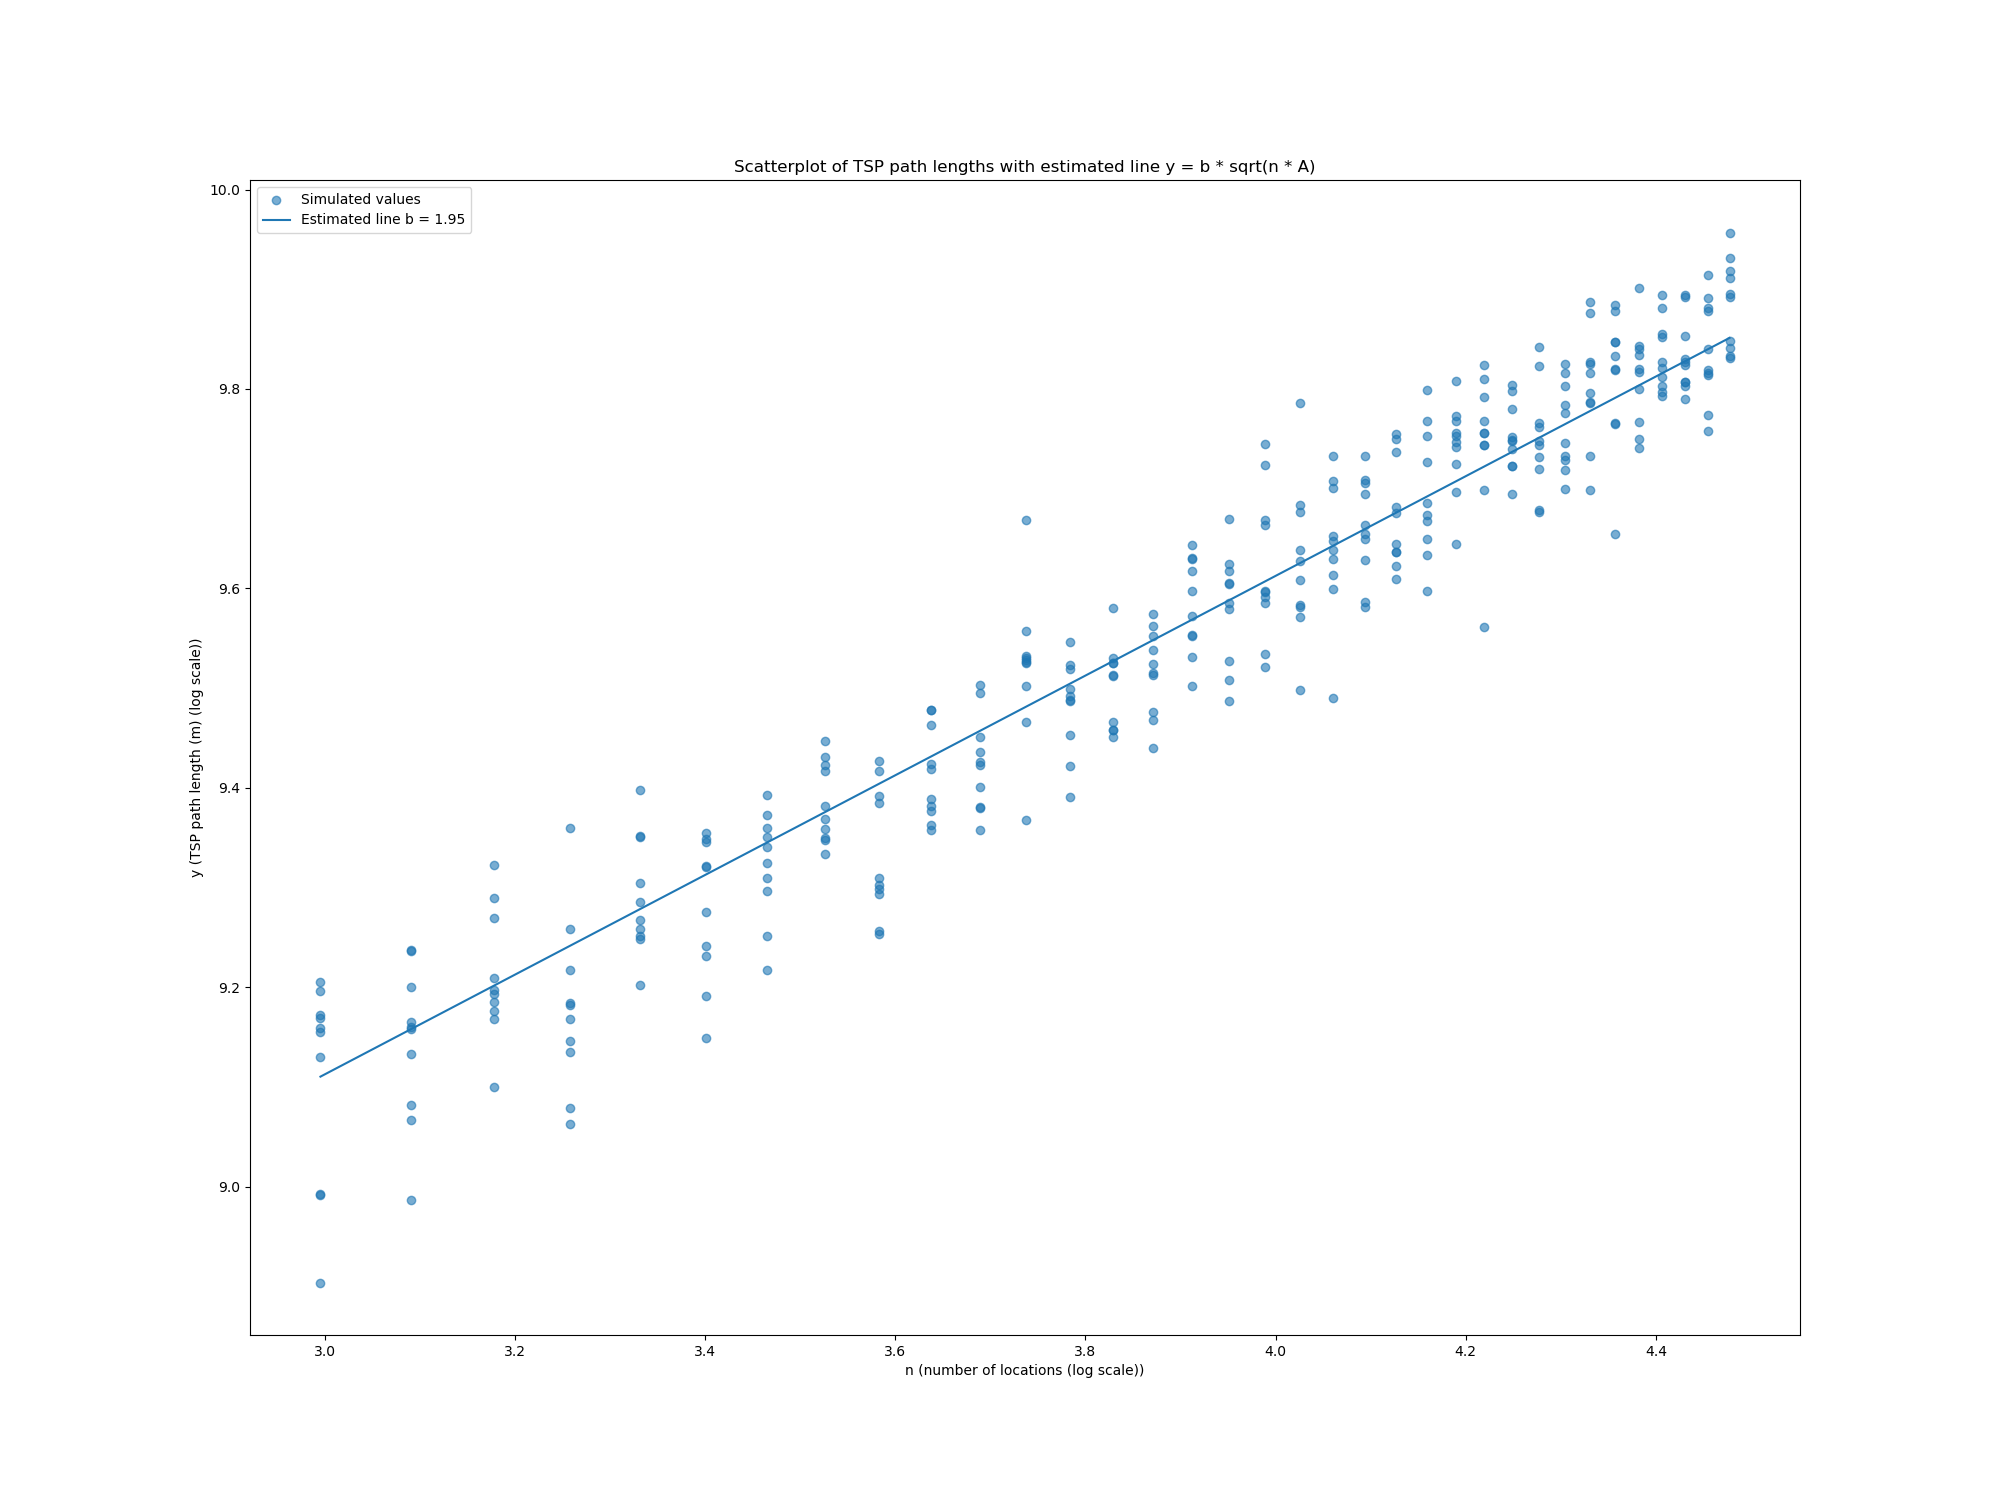 Scatterplot of TSP path lengths with estimated line y = b * sqrt(n * A)
Simulated values
Estimated line b = 1.95
10.0
9.8
9.6
9.4
9.2
9.0
y (TSP path length (m) (log scale))
3.0 3.2 3.4 3.6 3.8 4.0 4.2 4.4
n (number of locations (log scale))